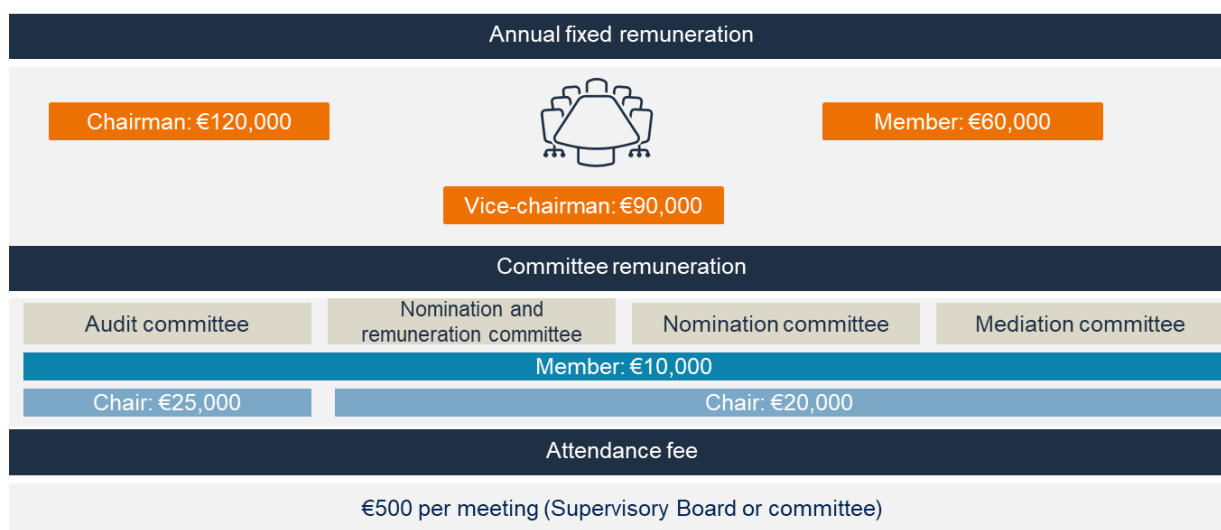 Annual fixed remuneration
Chairman: €120,000
Member: €60,000
Vice-chairman: €90,000
Committee remuneration
Audit committee
Nomination and
remuneration committee
Nomination committee
Mediation committee
Member: €10,000
Chair: €25,000
Chair: €20,000
Attendance fee
€500 per meeting (Supervisory Board or committee)